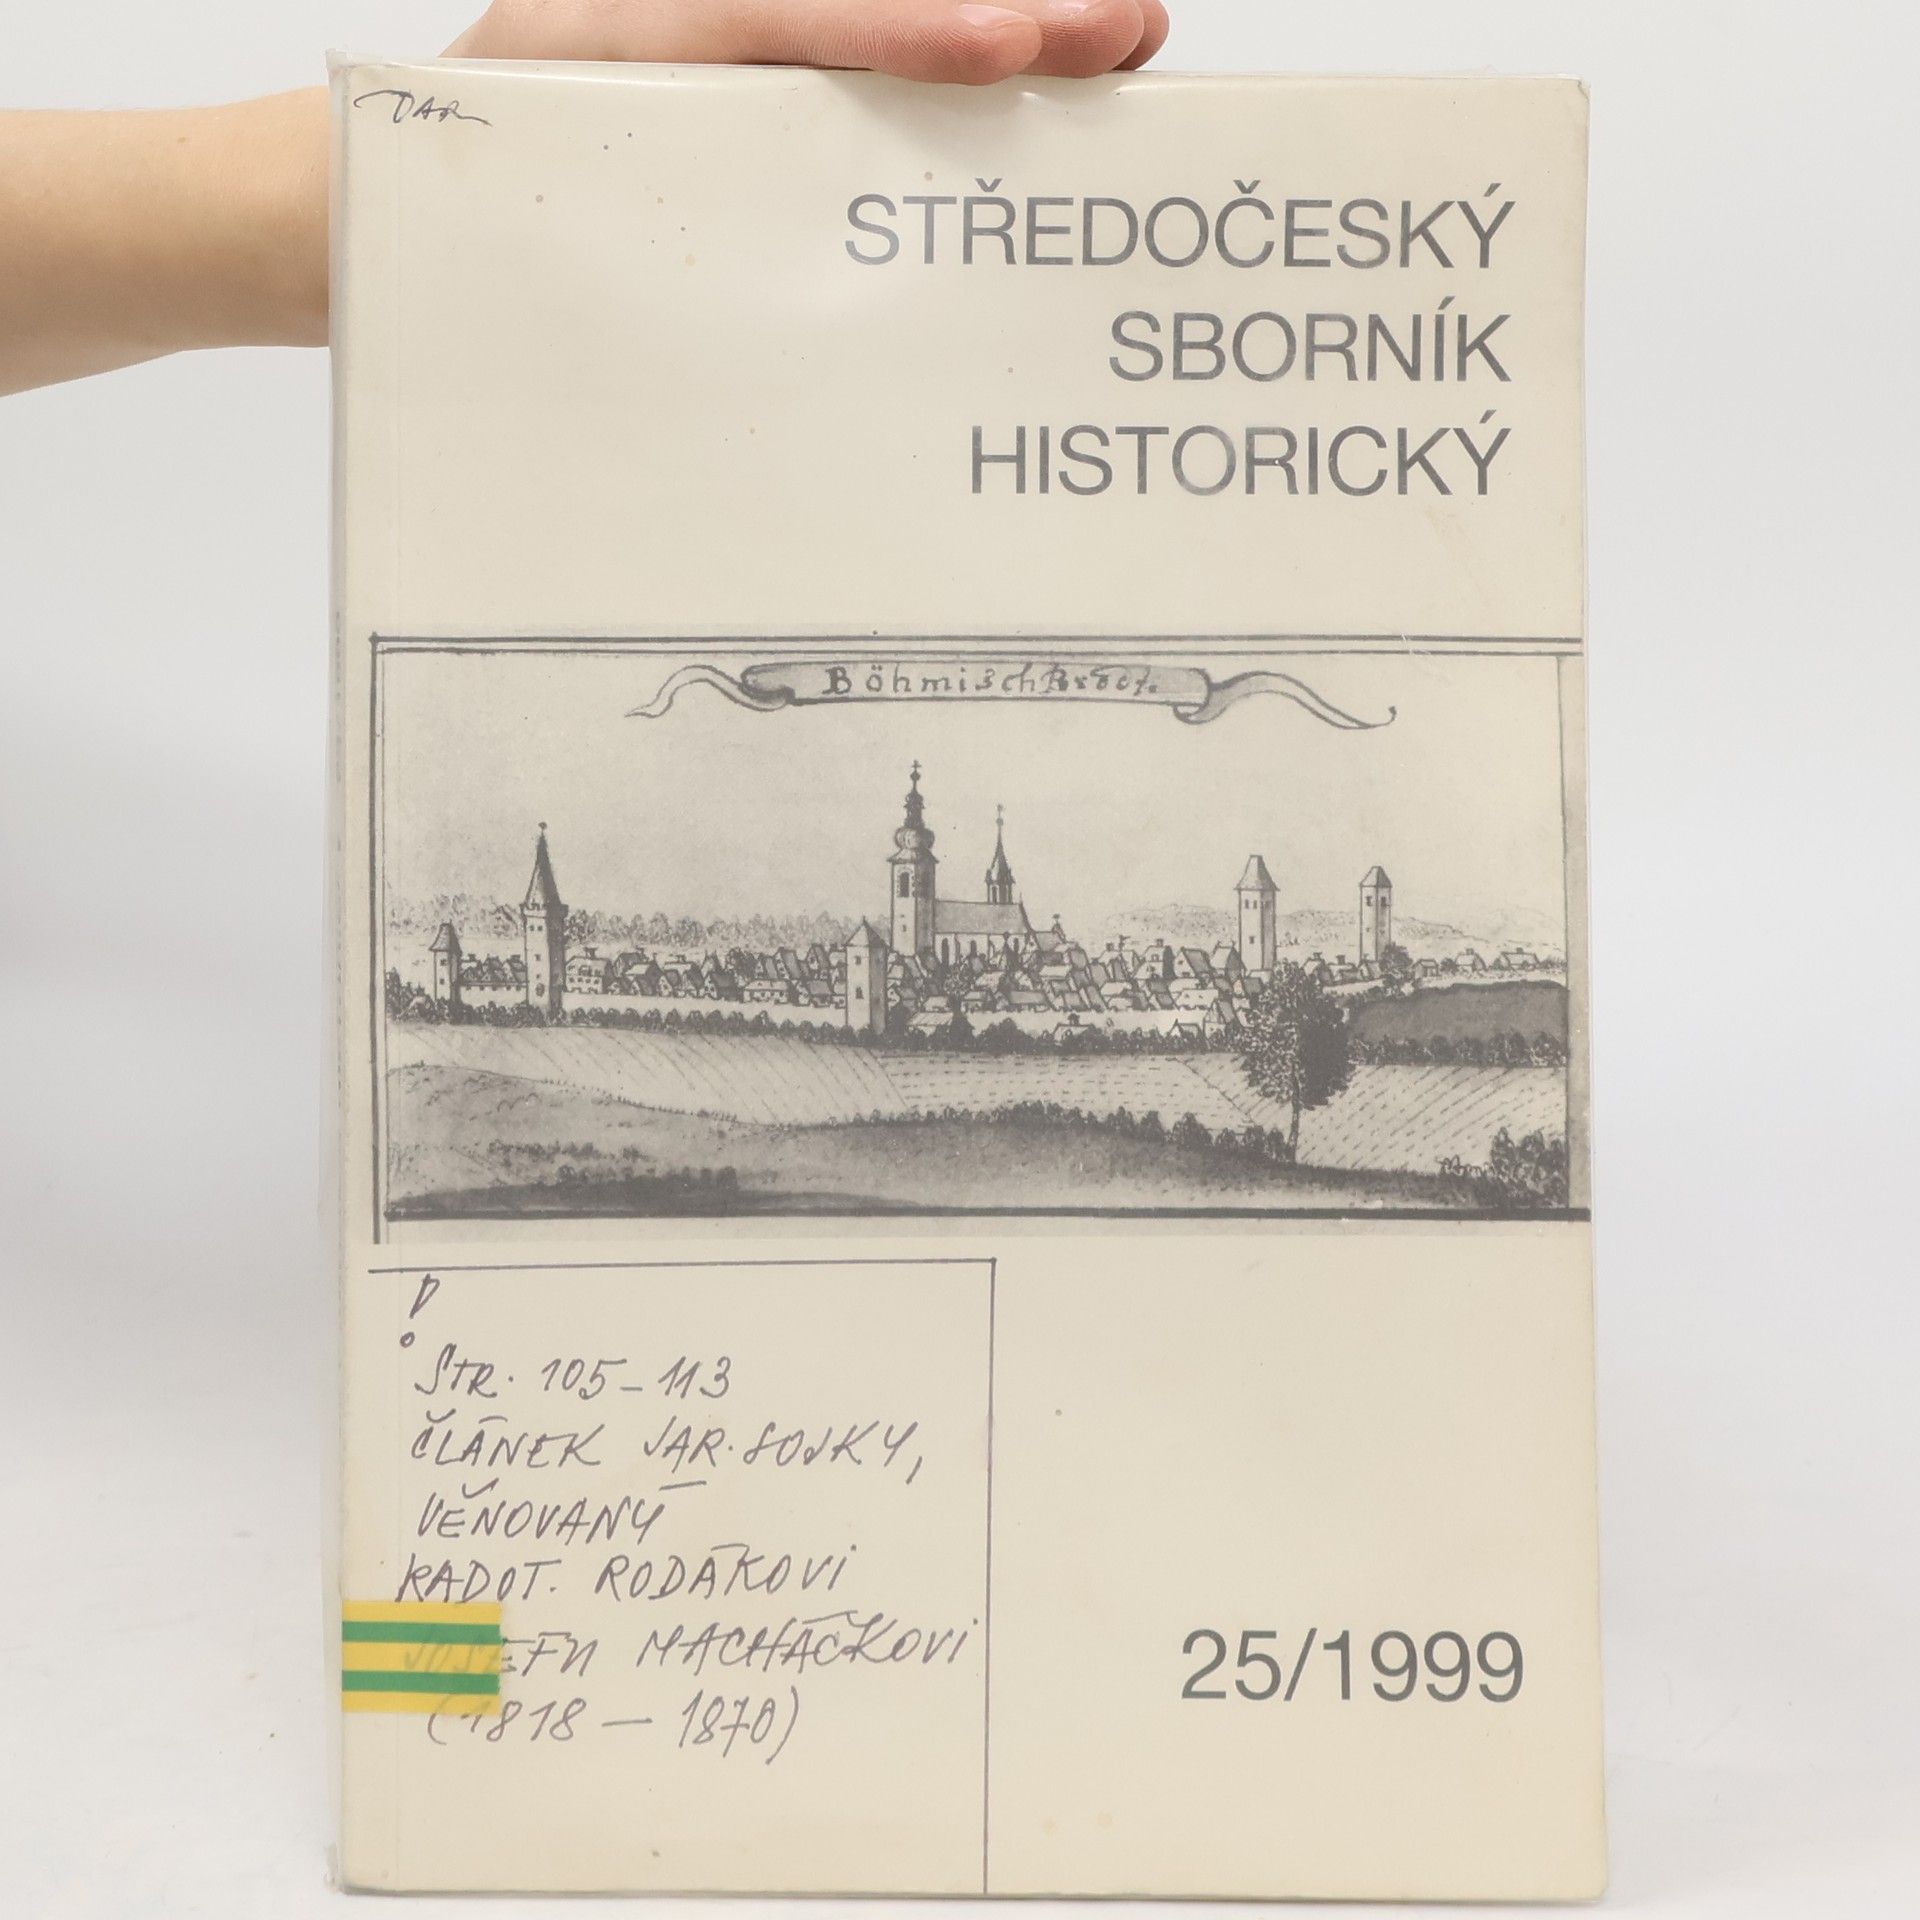 DAR
STŘEDOČESKÝ
SBORNÍK
HISTORICKÝ
Böhmisch Brodt.
!
STR. 105-113
ČLÁNEK JAR. SOJKY,
VĚNOVANÝ
RADOT. RODÁKOVI
JOSEFU MACHÁČKOVI
(1818 - 1870)
25/1999